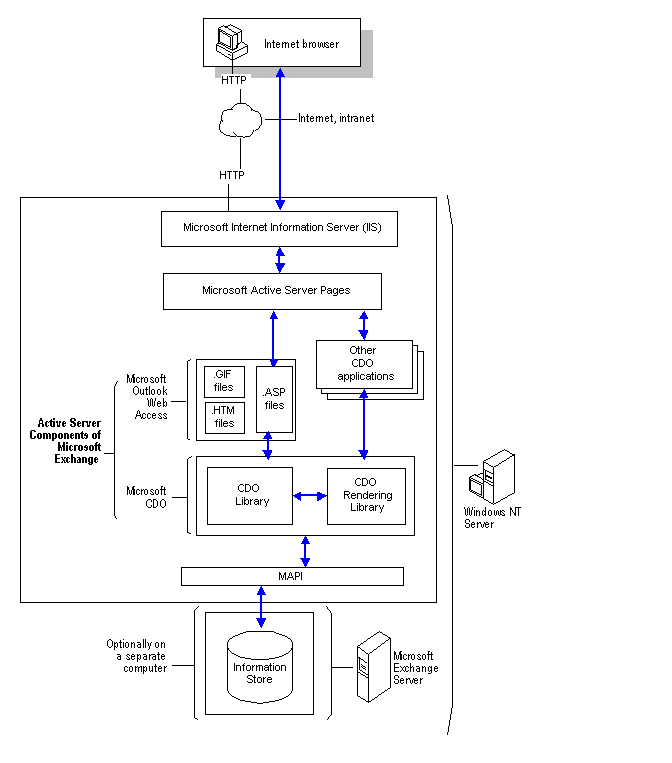 Internet browser
HTTP
Internet, intranet
HTTP
Microsoft Internet Information Server (IIS)
Microsoft Active Server Pages
Other
CDO
applications
Microsoft
Outlook
Web
Access
.GIF
files
.HTM
files
.ASP
files
Active Server
Components of
Microsoft
Exchange
Microsoft
CDO
CDO
Library
CDO
Rendering
Library
Windows NT
Server
MAPI
Optionally on
a separate
computer
Information
Store
Microsoft
Exchange
Server